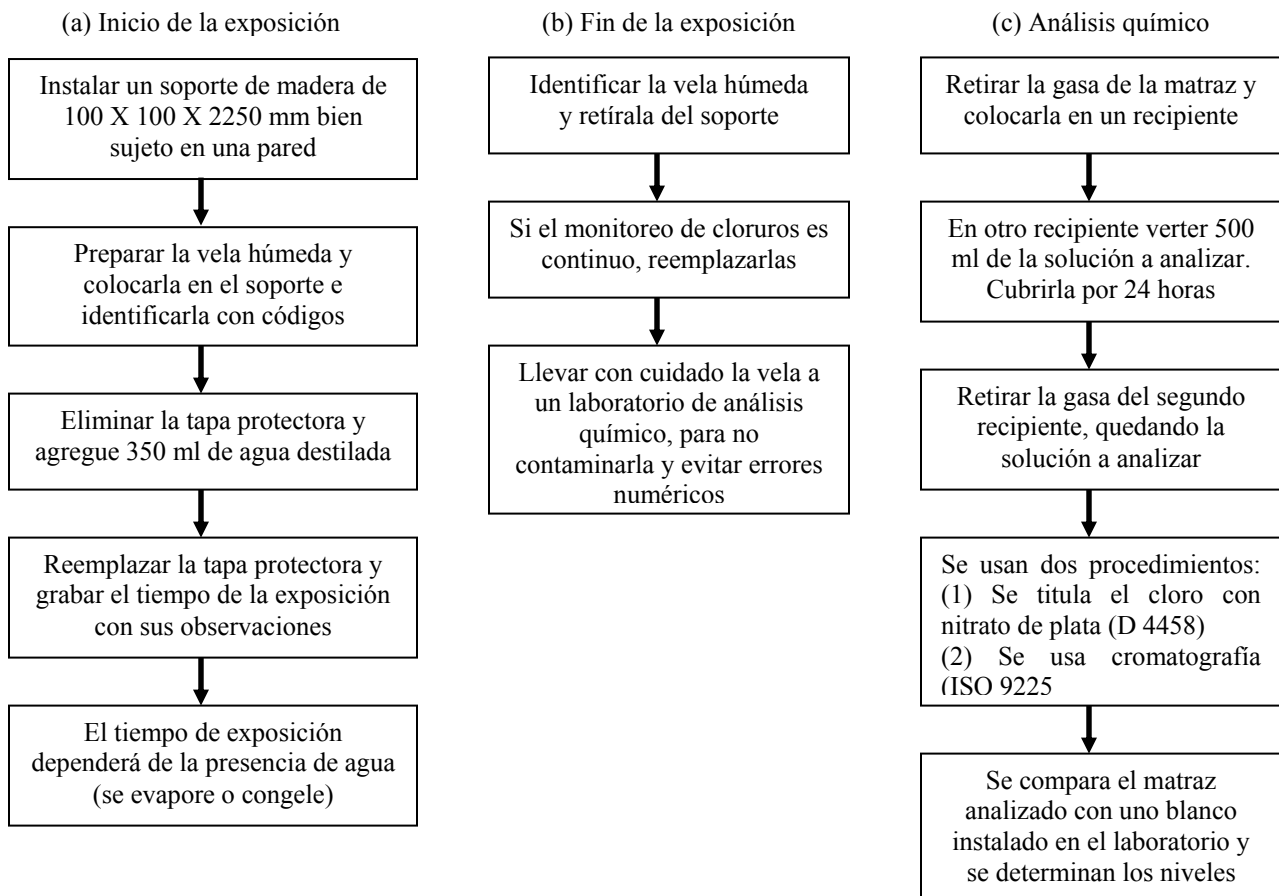 (a) Inicio de la exposición
Instalar un soporte de madera de
100 X 100 X 2250 mm bien
sujeto en una pared
Preparar la vela húmeda y
colocarla en el soporte e
identificarla con códigos
Eliminar la tapa protectora y
agregue 350 ml de agua destilada
Reemplazar la tapa protectora y
grabar el tiempo de la exposición
con sus observaciones
El tiempo de exposición
dependerá de la presencia de agua
(se evapore o congele)
(b) Fin de la exposición
Identificar la vela húmeda
y retírala del soporte
Si el monitoreo de cloruros es
continuo, reemplazarlas
Llevar con cuidado la vela a
un laboratorio de análisis
químico, para no
contaminarla y evitar errores
numéricos
(c) Análisis químico
Retirar la gasa de la matraz y
colocarla en un recipiente
En otro recipiente verter 500
ml de la solución a analizar.
Cubrirla por 24 horas
Retirar la gasa del segundo
recipiente, quedando la
solución a analizar
Se usan dos procedimientos:
(1) Se titula el cloro con
nitrato de plata (D 4458)
(2) Se usa cromatografía
(ISO 9225
Se compara el matraz
analizado con uno blanco
instalado en el laboratorio y
se determinan los niveles